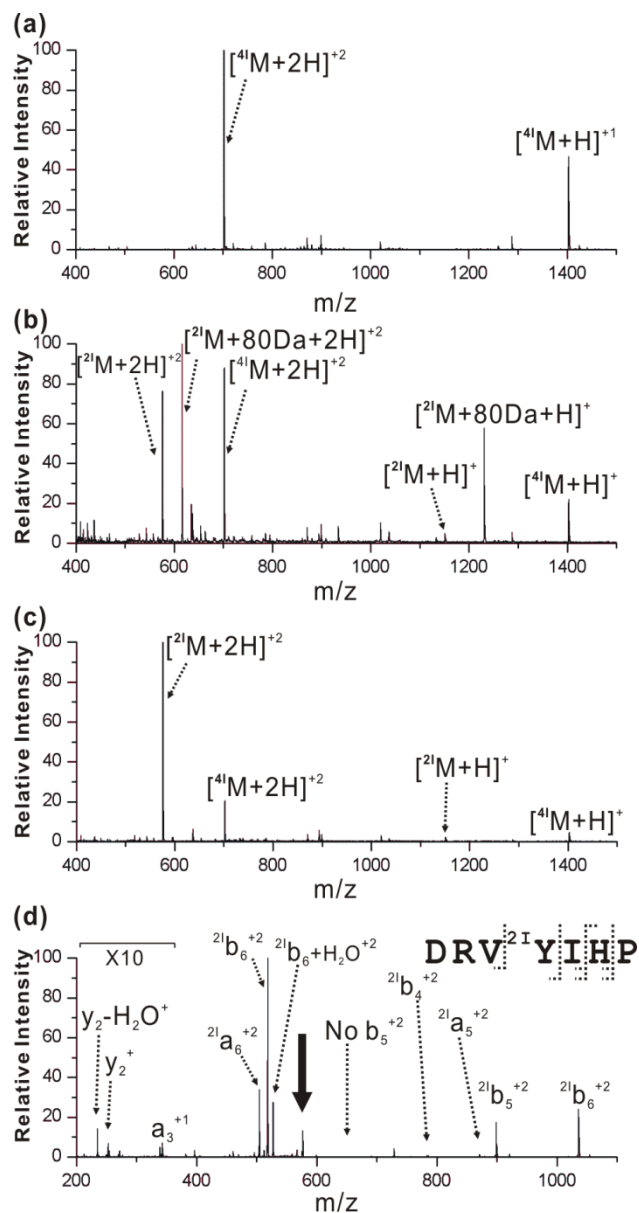 (a)
Relative Intensity
100
80
60
40
20
0
[⁴ᴵM+2H]⁺²
[⁴ᴵM+H]⁺¹
400 600 800 1000 1200 1400
m/z
(b)
Relative Intensity
100
80
60
40
20
0
[²ᴵM+80Da+2H]⁺²
[²ᴵM+2H]⁺²
[⁴ᴵM+2H]⁺²
[²ᴵM+80Da+H]⁺
[²ᴵM+H]⁺
[⁴ᴵM+H]⁺
400 600 800 1000 1200 1400
m/z
(c)
Relative Intensity
100
80
60
40
20
0
[²ᴵM+2H]⁺²
[⁴ᴵM+2H]⁺²
[²ᴵM+H]⁺
[⁴ᴵM+H]⁺
400 600 800 1000 1200 1400
m/z
(d)
Relative Intensity
100
80
60
40
20
0
X10
DRV²ᴵYIHP
²ᴵb₆⁺²
²ᴵb₆+H₂O⁺²
²ᴵb₄⁺²
y₂-H₂O⁺
y₂⁺
²ᴵa₆⁺²
No b₅⁺²
²ᴵa₅⁺²
a₃⁺¹
²ᴵb₅⁺²
²ᴵb₆⁺²
200 400 600 800 1000
m/z